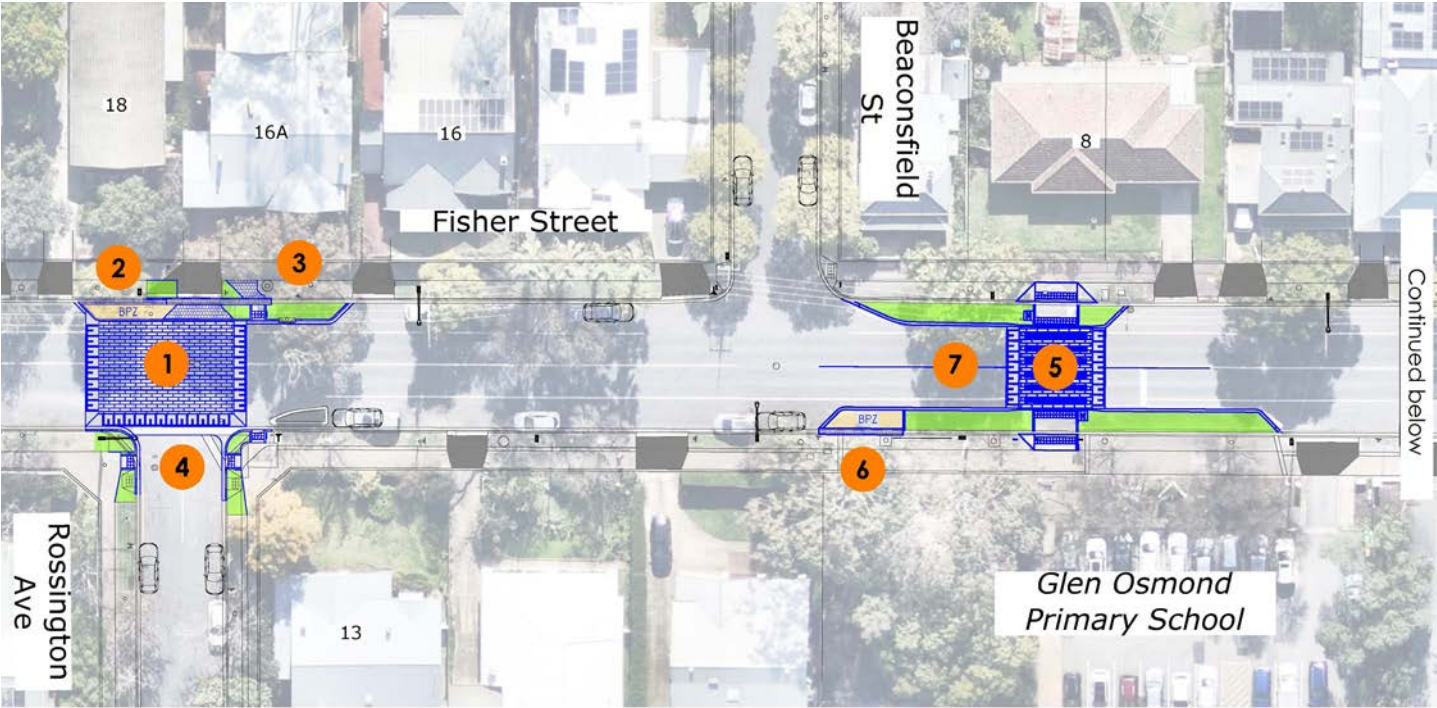 18
16A
16
Beaconsfield
St
8
Fisher Street
2
3
BPZ
1
7
5
BPZ
4
6
Continued below
Rossington
Ave
13
Glen Osmond
Primary School